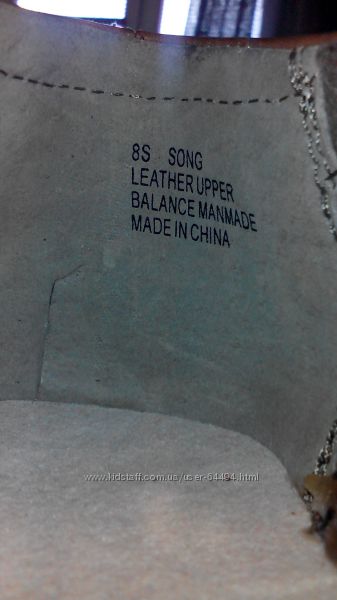 8S SONG
LEATHER UPPER
BALANCE MANMADE
MADE IN CHINA
www.kidstaff.com.ua/user-64494.html